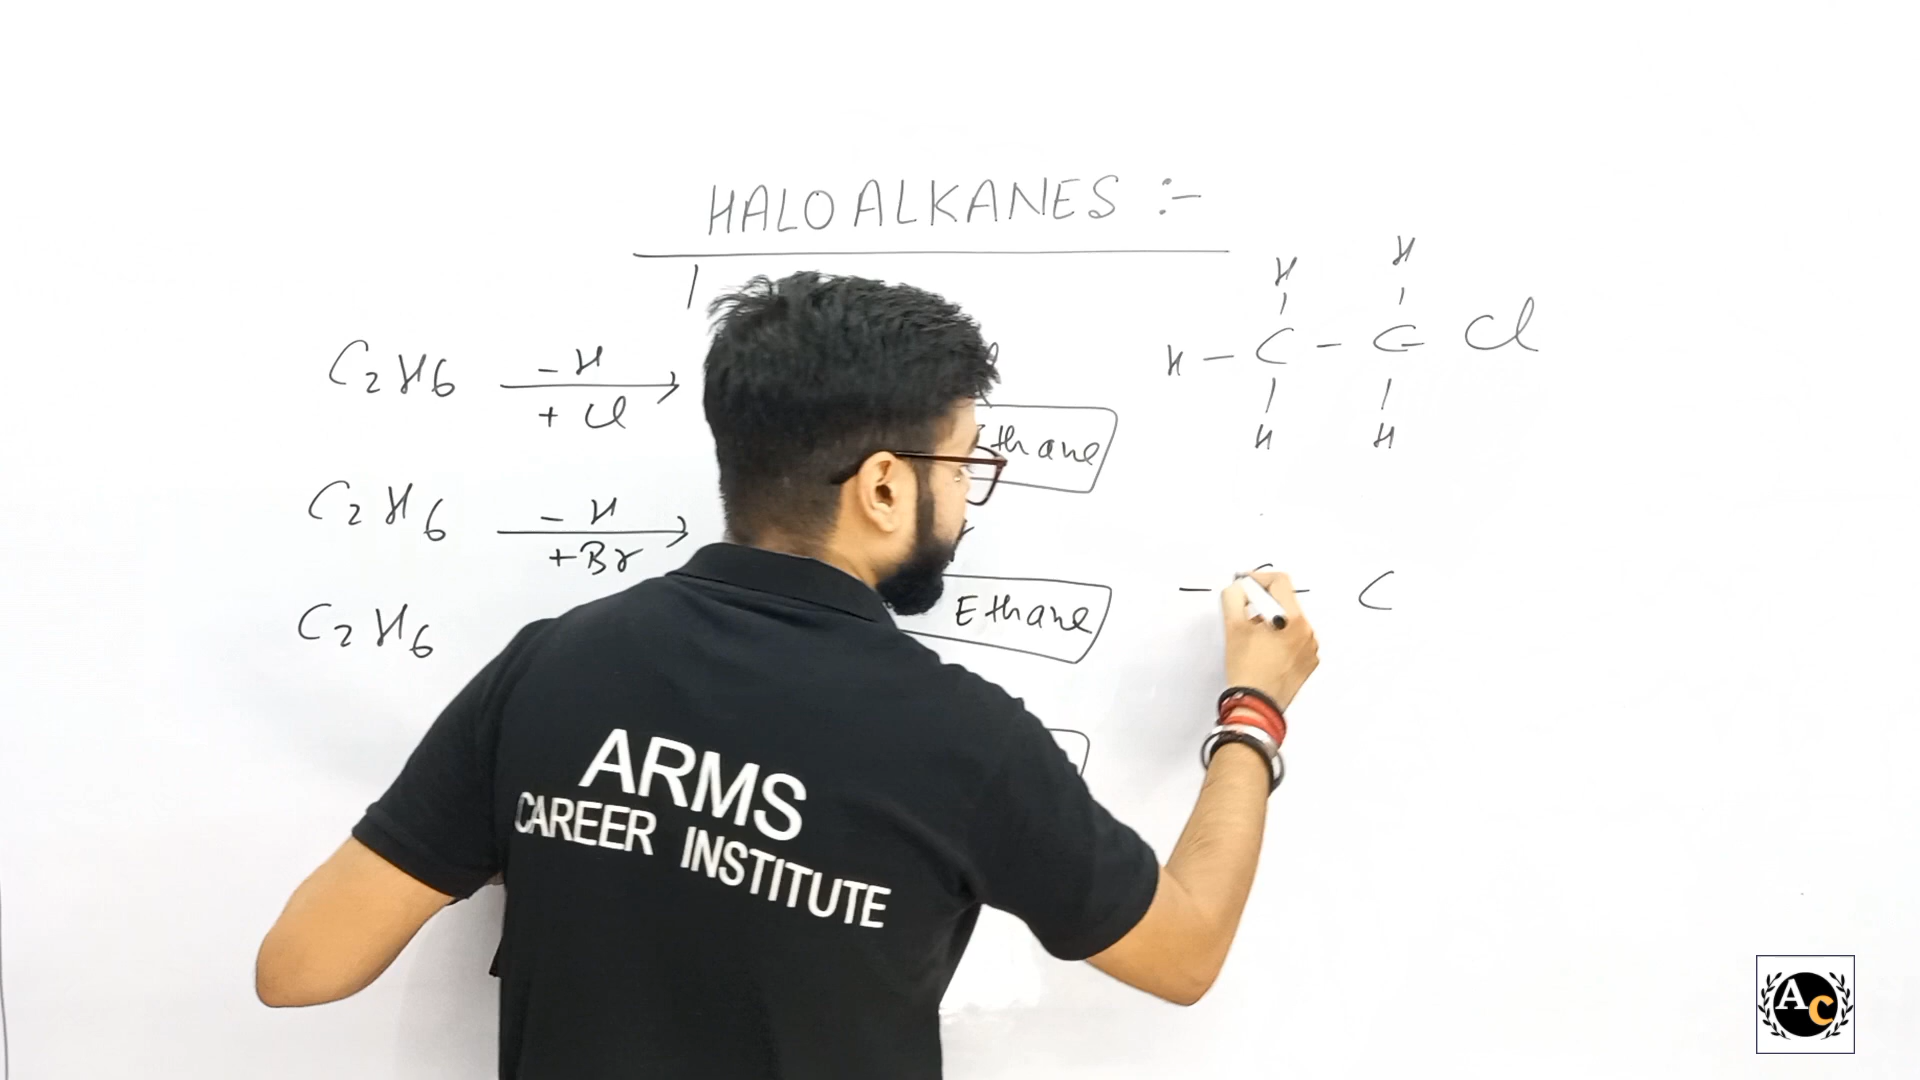 HALOALKANES :-
C2H6 -H
+ Cl
Ethane
C2H6 -H
+Br
Ethane
C2H6
H H
H - C - C - Cl
H H
- C - C
ARMS
CAREER INSTITUTE
AC